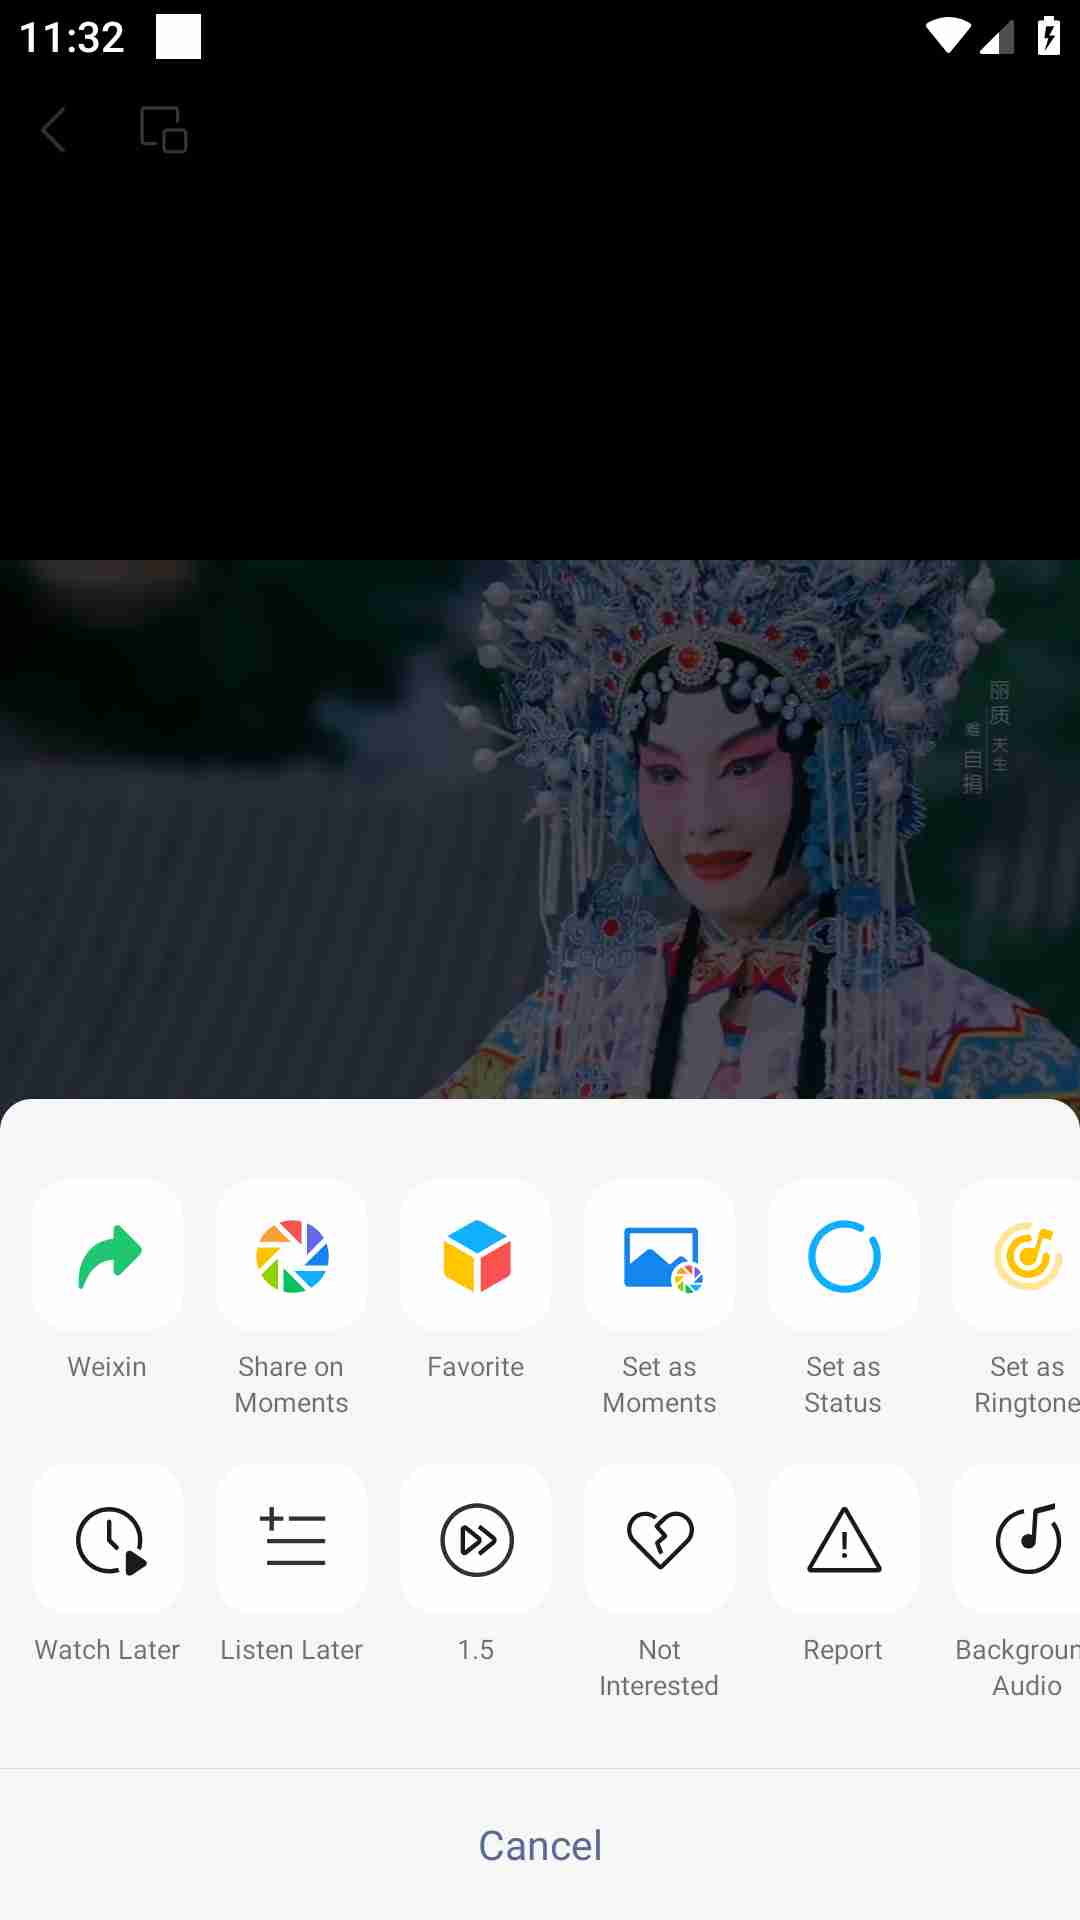 11:32
丽质 天生
难 自捐
Weixin
Share on
Moments
Favorite
Set as
Moments
Set as
Status
Set as
Ringtone
Watch Later
Listen Later
1.5
Not
Interested
Report
Backgroun
Audio
Cancel